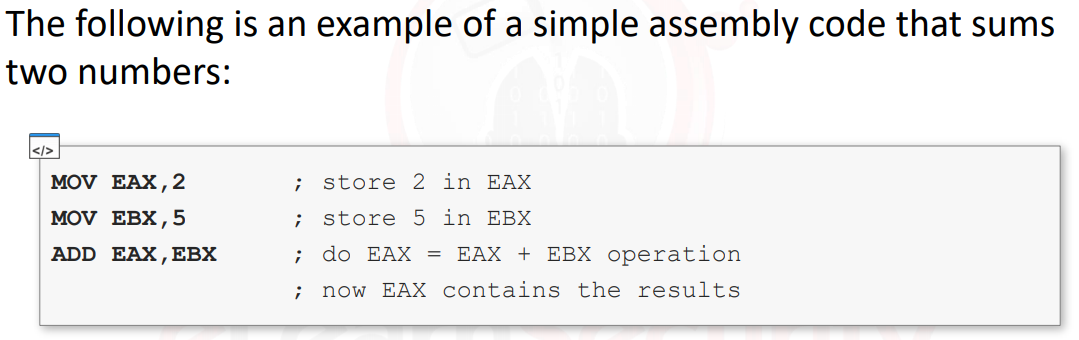 The following is an example of a simple assembly code that sums
two numbers:
</>
MOV EAX,2 ; store 2 in EAX
MOV EBX,5 ; store 5 in EBX
ADD EAX,EBX ; do EAX = EAX + EBX operation
; now EAX contains the results